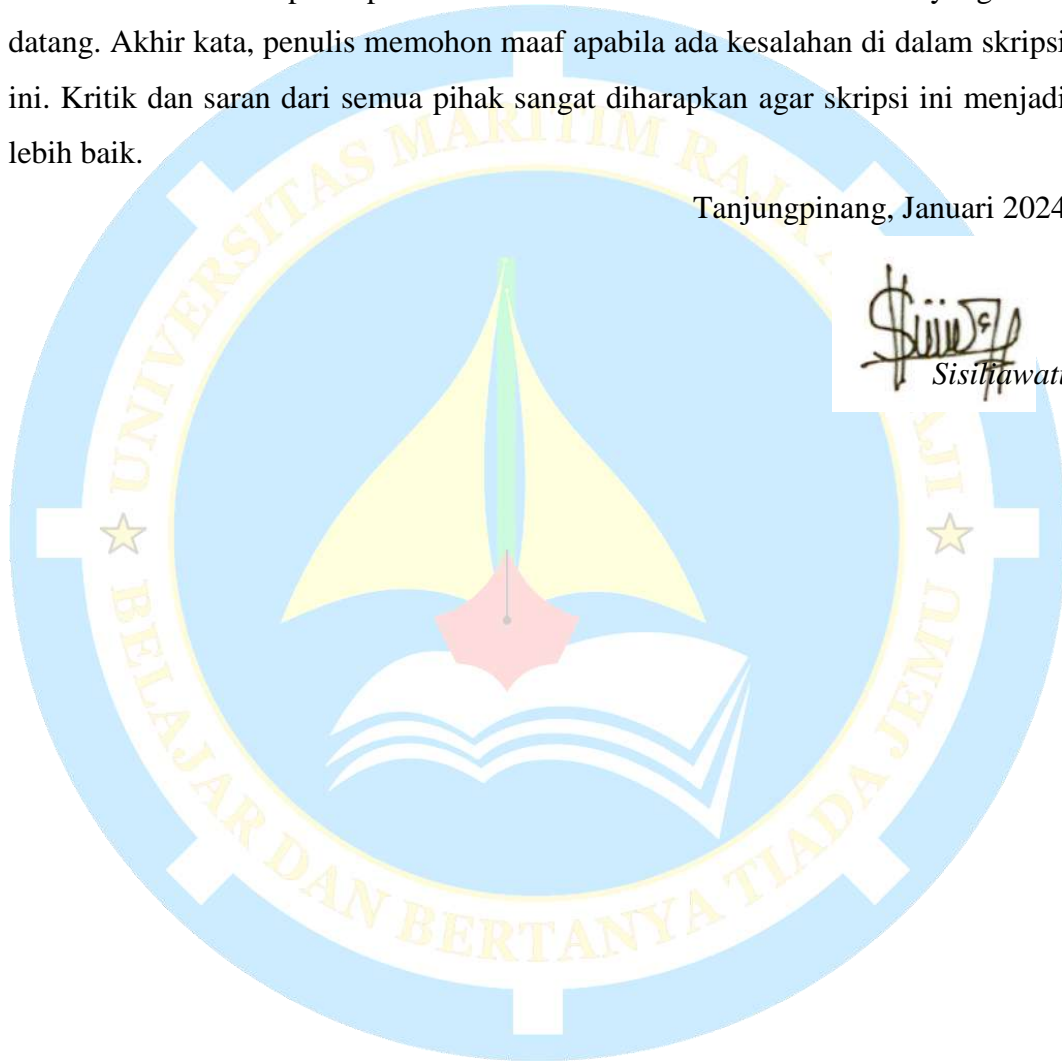 datang. Akhir kata, penulis memohon maaf apabila ada kesalahan di dalam skripsi
ini. Kritik dan saran dari semua pihak sangat diharapkan agar skripsi ini menjadi
lebih baik.
UNIVERSITAS MARITIM RAJA AJI
Tanjungpinang, Januari 2024
Sisiliawati
BELAJAR DAN BERTANYA TIADA JEMU